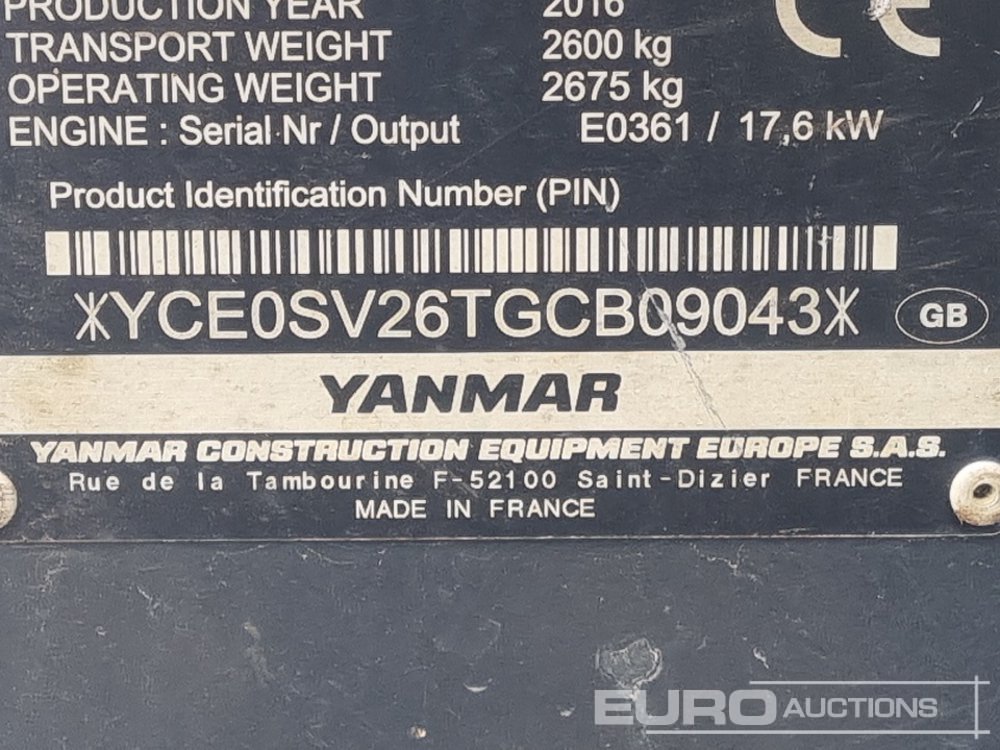 PRODUCTION YEAR 2016
TRANSPORT WEIGHT 2600 kg
OPERATING WEIGHT 2675 kg
ENGINE : Serial Nr / Output E0361 / 17,6 kW
CE
Product Identification Number (PIN)
*YCE0SV26TGCB09043*
GB
YANMAR
YANMAR CONSTRUCTION EQUIPMENT EUROPE S.A.S.
Rue de la Tambourine F-52100 Saint-Dizier FRANCE
MADE IN FRANCE
EURO AUCTIONS